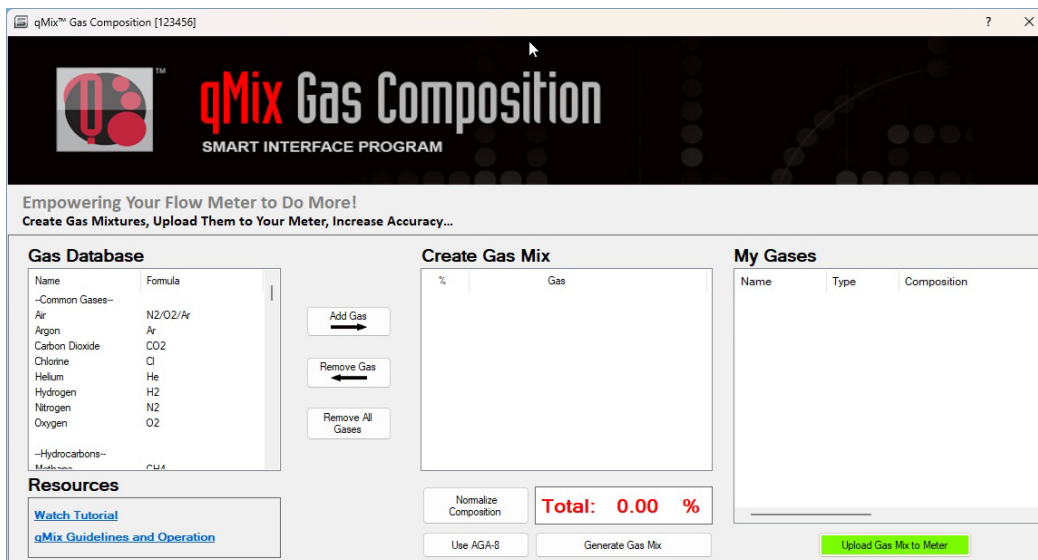 qMix™ Gas Composition [123456]
? ×
TM
qMix Gas Composition
SMART INTERFACE PROGRAM
Empowering Your Flow Meter to Do More!
Create Gas Mixtures, Upload Them to Your Meter, Increase Accuracy...
Gas Database
Name Formula
--Common Gases--
Air N2/O2/Ar
Argon Ar
Carbon Dioxide CO2
Chlorine Cl
Helium He
Hydrogen H2
Nitrogen N2
Oxygen O2
--Hydrocarbons--
Methane CH4
Add Gas
Remove Gas
Remove All
Gases
Create Gas Mix
% Gas
Normalize
Composition
Total: 0.00 %
Use AGA-8
Generate Gas Mix
My Gases
Name Type Composition
Upload Gas Mix to Meter
Resources
Watch Tutorial
qMix Guidelines and Operation